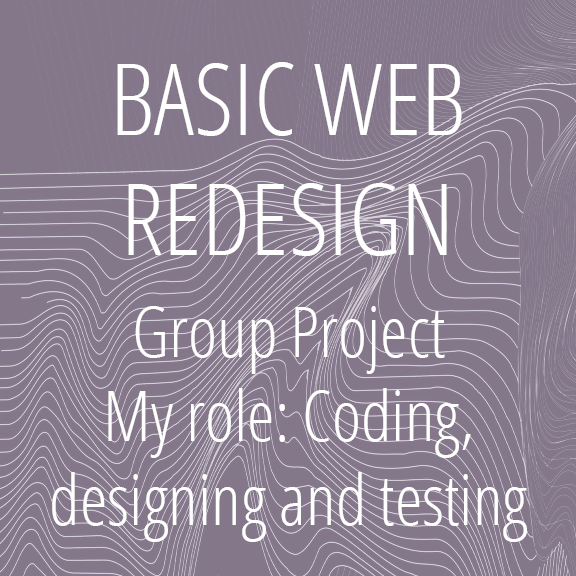 BASIC WEB
REDESIGN
Group Project
My role: Coding,
designing and testing